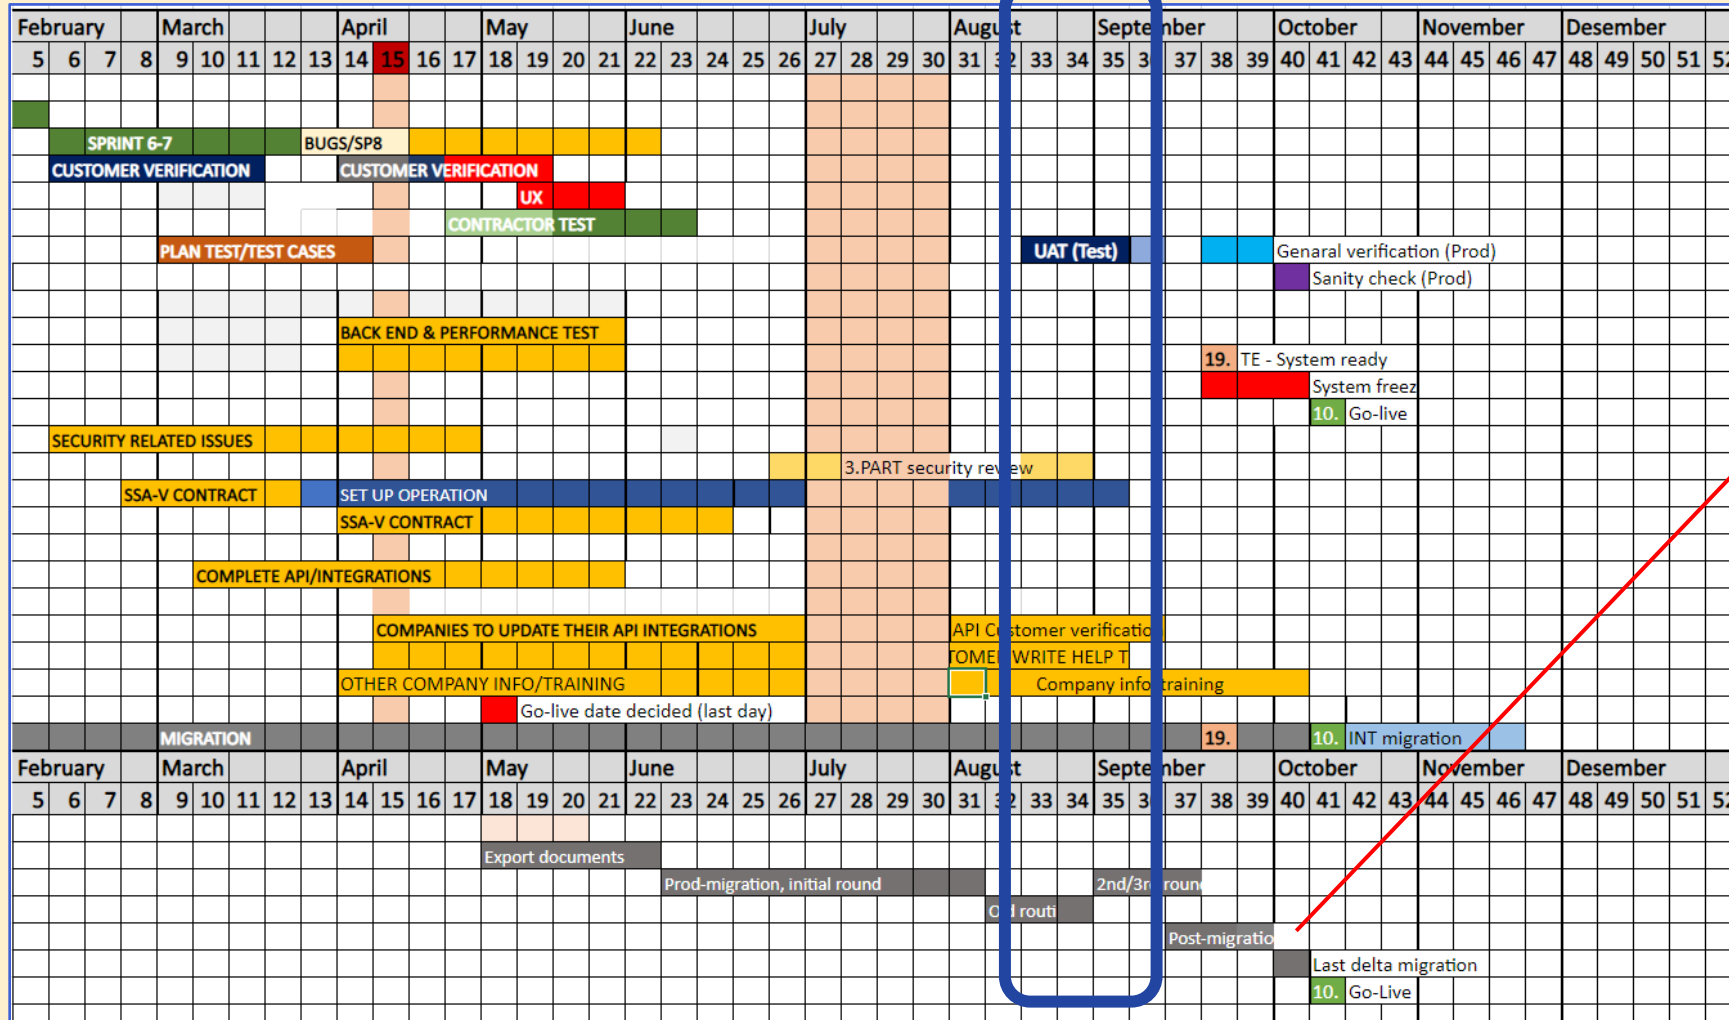 February March April May June July August September October November Desember
5 6 7 8 9 10 11 12 13 14 15 16 17 18 19 20 21 22 23 24 25 26 27 28 29 30 31 32 33 34 35 36 37 38 39 40 41 42 43 44 45 46 47 48 49 50 51 52
SPRINT 6-7 BUGS/SP8
CUSTOMER VERIFICATION CUSTOMER VERIFICATION
UX
CONTRACTOR TEST
PLAN TEST/TEST CASES UAT (Test) Genaral verification (Prod)
Sanity check (Prod)
BACK END & PERFORMANCE TEST
19. TE - System ready
System freez
10. Go-live
SECURITY RELATED ISSUES
3.PART security review
SSA-V CONTRACT SET UP OPERATION
SSA-V CONTRACT
COMPLETE API/INTEGRATIONS
COMPANIES TO UPDATE THEIR API INTEGRATIONS API Customer verificatio
TOMER WRITE HELP T
OTHER COMPANY INFO/TRAINING Company info/training
Go-live date decided (last day)
MIGRATION 19. 10. INT migration
February March April May June July August September October November Desember
5 6 7 8 9 10 11 12 13 14 15 16 17 18 19 20 21 22 23 24 25 26 27 28 29 30 31 32 33 34 35 36 37 38 39 40 41 42 43 44 45 46 47 48 49 50 51 52
Export documents
Prod-migration, initial round 2nd/3rd roun
routi
Post-migratio
Last delta migration
10. Go-Live